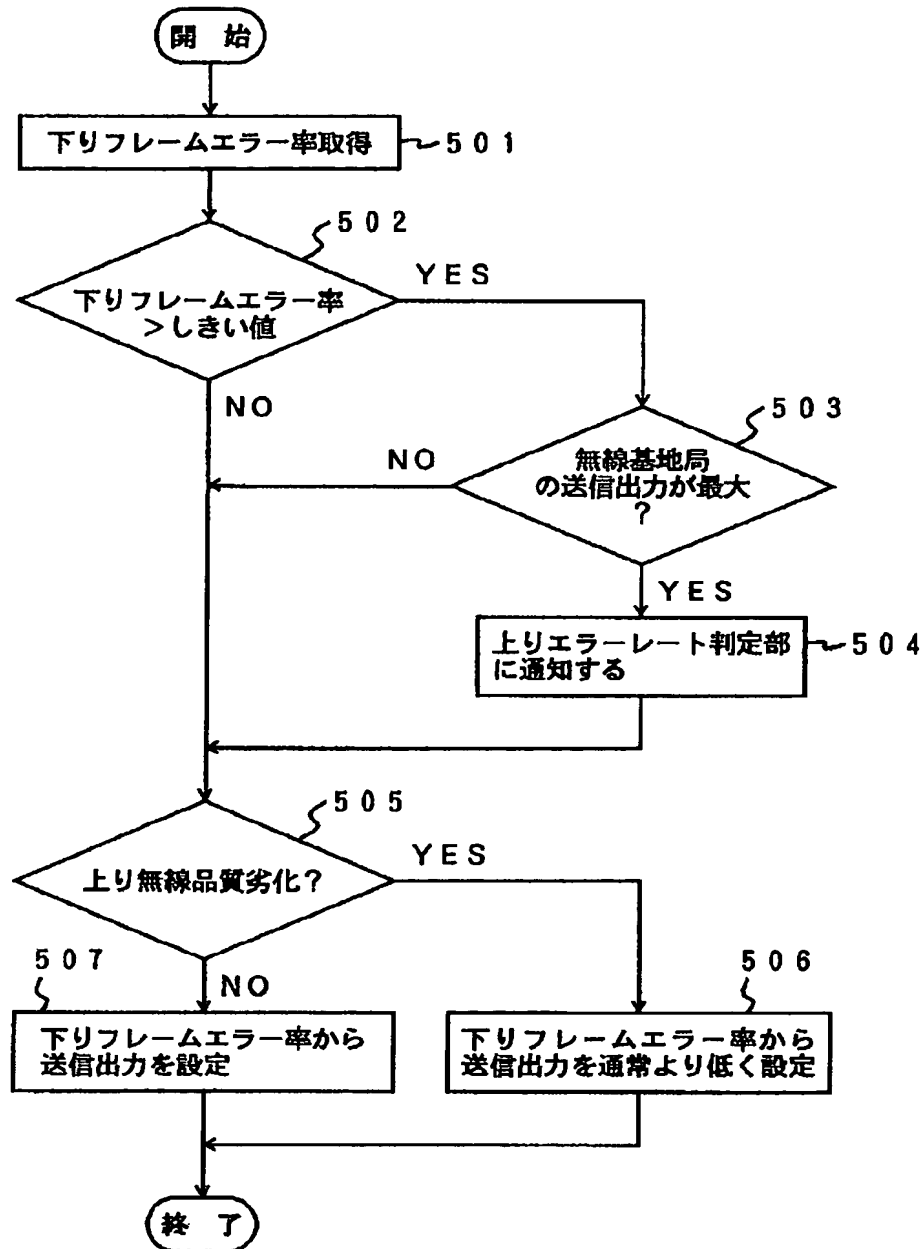 開 始
下りフレームエラー率取得
501
502
下りフレームエラー率
>しきい値
YES
NO
503
無線基地局
の送信出力が最大
?
NO
YES
上りエラーレート判定部
に通知する
504
505
上り無線品質劣化?
YES
NO
507
下りフレームエラー率から
送信出力を設定
506
下りフレームエラー率から
送信出力を通常より低く設定
終 了